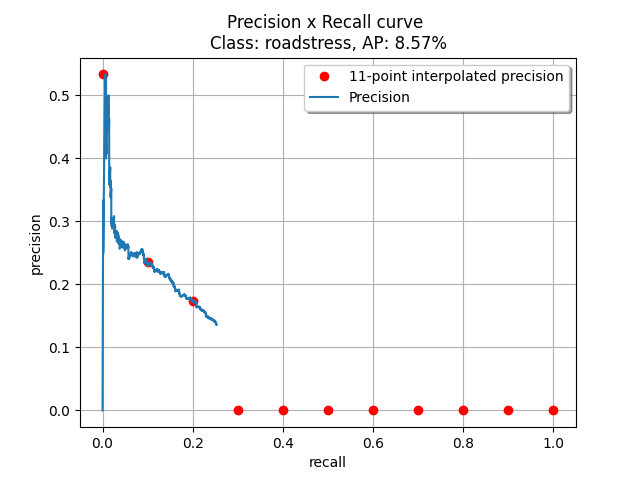 Precision x Recall curve
Class: roadstress, AP: 8.57%
11-point interpolated precision
Precision
precision
0.5
0.4
0.3
0.2
0.1
0.0
0.0 0.2 0.4 0.6 0.8 1.0
recall